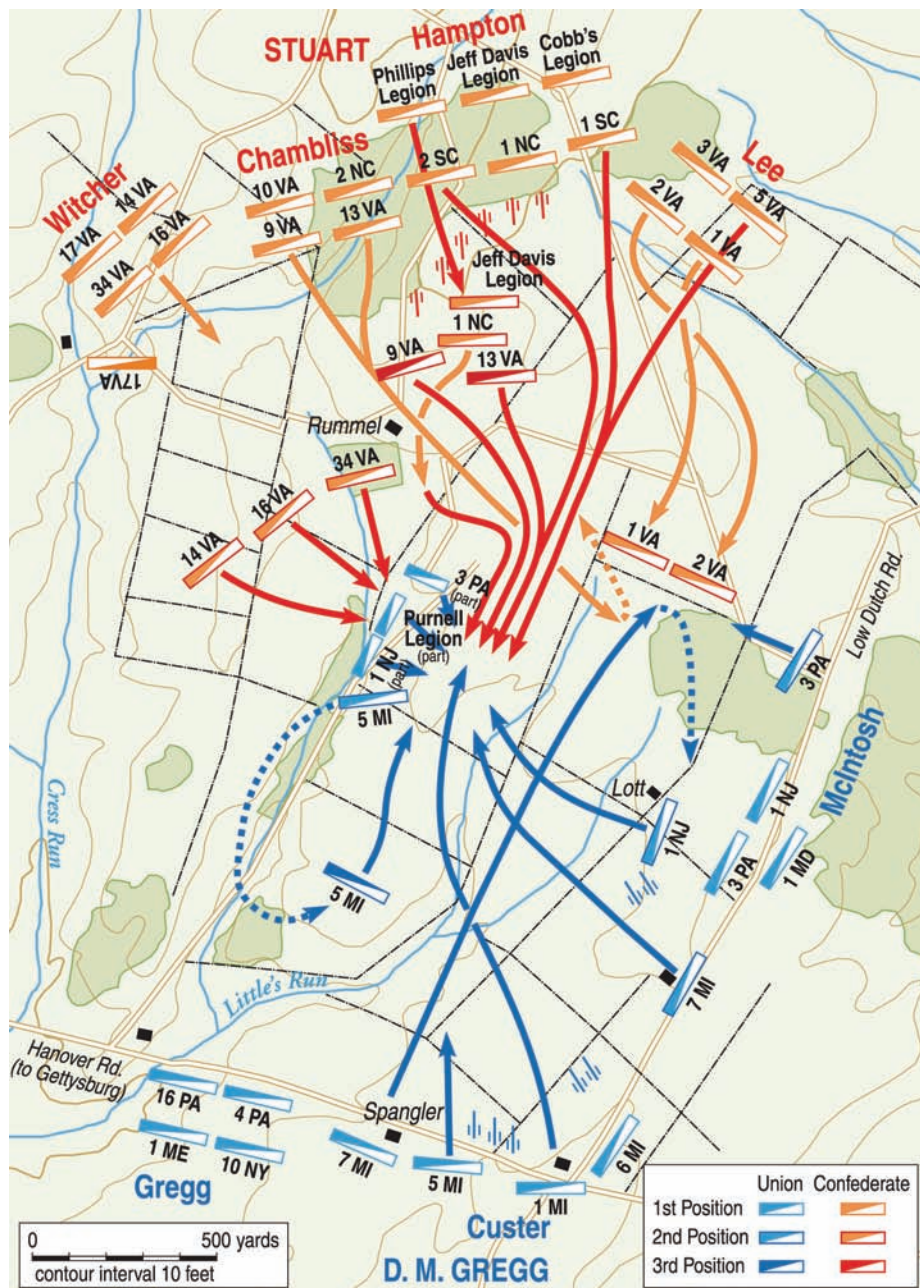 STUART
Hampton
Phillips
Legion
Jeff Davis
Legion
Cobb's
Legion
Chambliss
10 VA
2 NC
2 SC
1 NC
1 SC
9 VA
13 VA
Witcher
14 VA
17 VA
16 VA
34 VA
17VA
3 VA
Lee
2 VA
5 VA
1 VA
Jeff Davis
Legion
1 NC
9 VA
13 VA
Rummel
34 VA
16 VA
14 VA
1 VA
2 VA
3 PA
(part)
Purnell
Legion
(part)
1 NJ
(part)
5 MI
3 PA
Low Dutch Rd.
McIntosh
Lott
1 NJ
1 NJ
3 PA
1 MD
Cress Run
5 MI
7 MI
Little's Run
Hanover Rd.
(to Gettysburg)
16 PA
4 PA
1 ME
10 NY
Gregg
Spangler
7 MI
5 MI
1 MI
6 MI
Custer
D. M. GREGG
0 500 yards
contour interval 10 feet
Union Confederate
1st Position
2nd Position
3rd Position